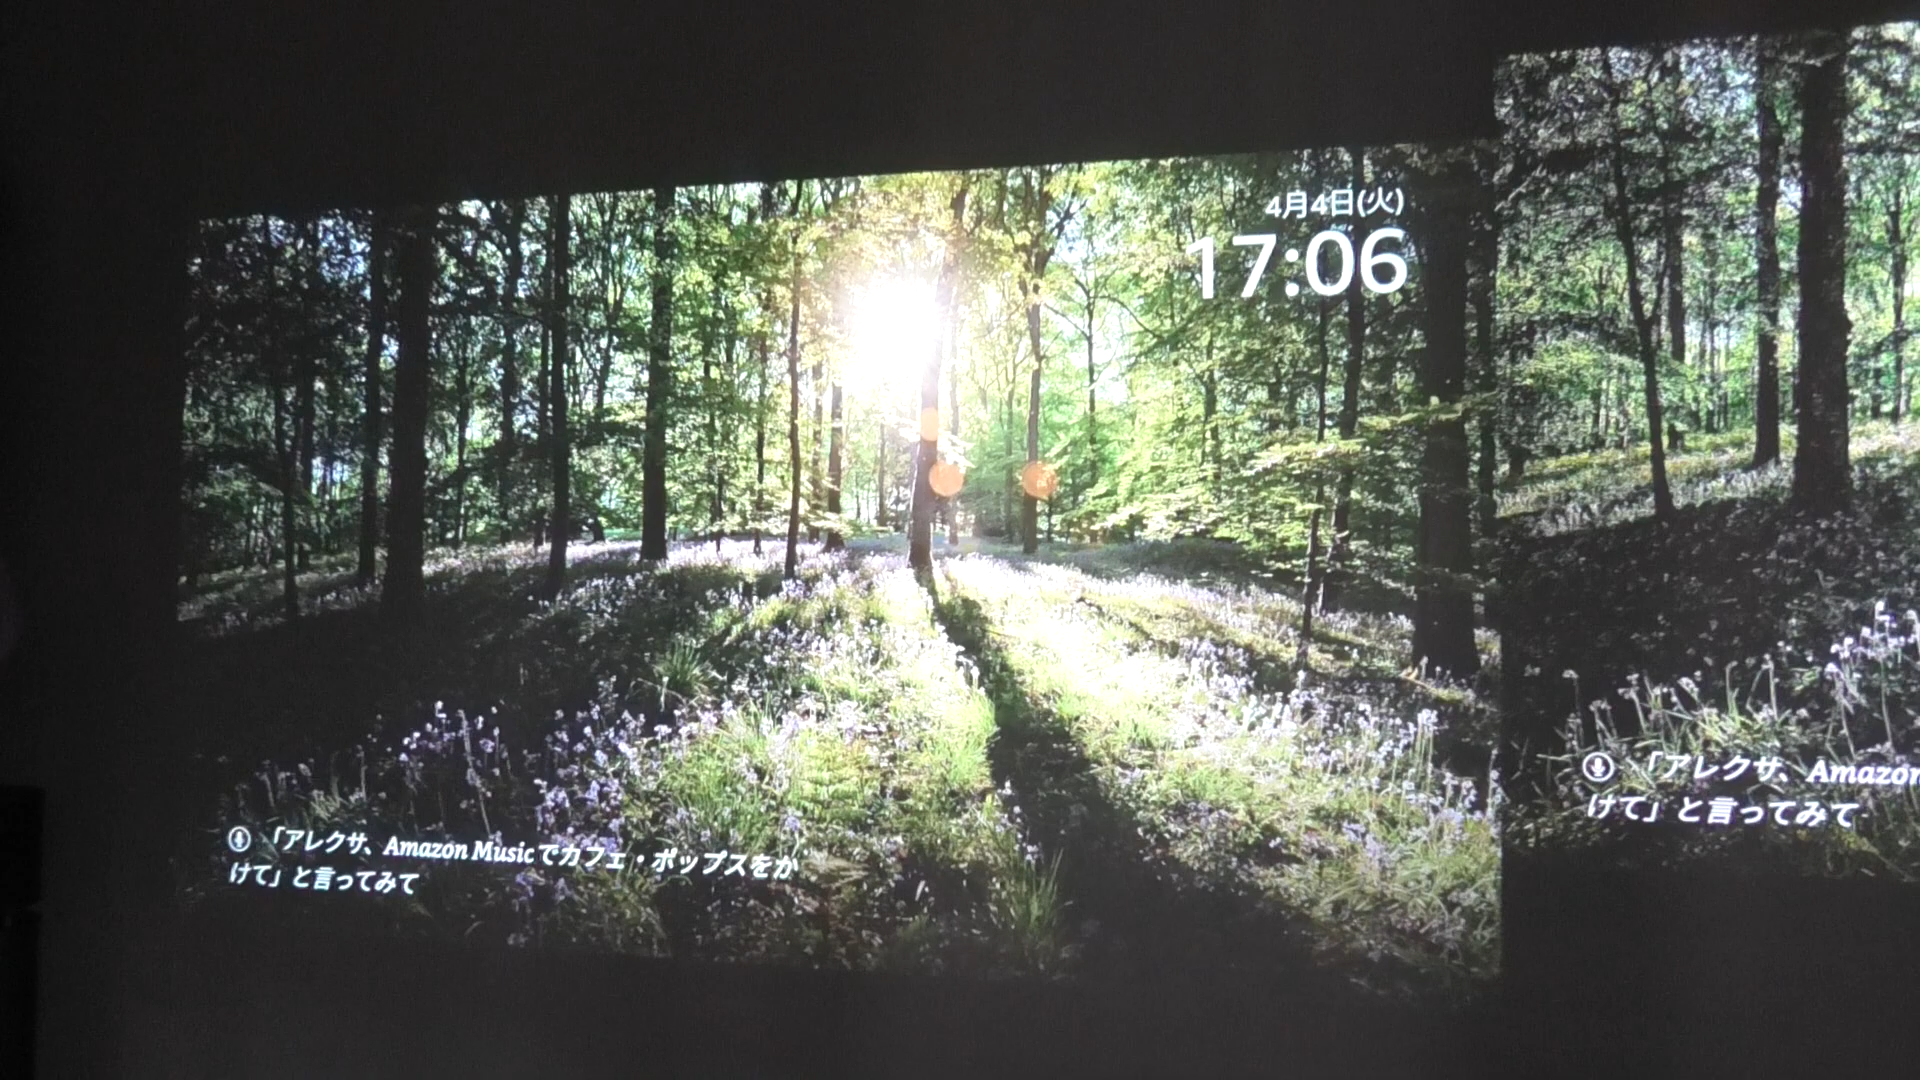 4月4日(火)
17:06
「アレクサ、Amazon Musicでカフェ・ポップスをか
けて」と言ってみて
「アレクサ、Amazon
けて」と言ってみて